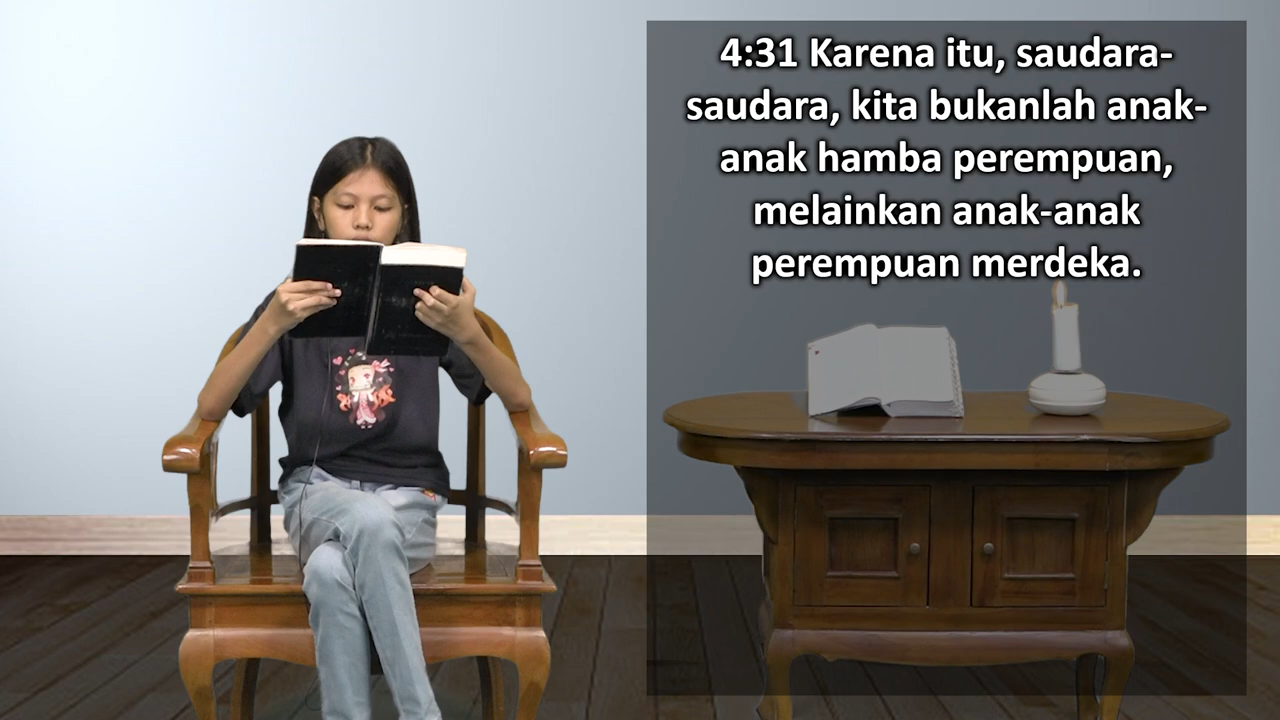 4:31 Karena itu, saudara-
saudara, kita bukanlah anak-
anak hamba perempuan,
melainkan anak-anak
perempuan merdeka.